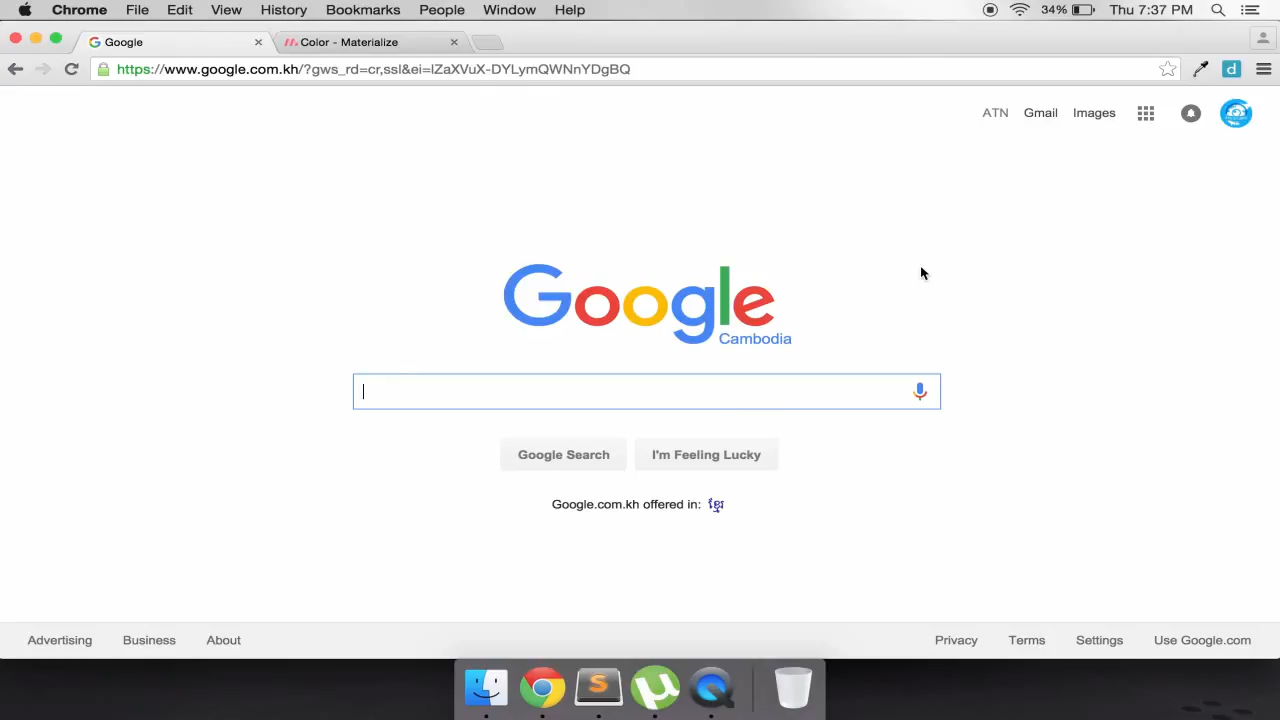 Chrome File Edit View History Bookmarks People Window Help 34% Thu 7:37 PM
Google Color - Materialize
https://www.google.com.kh/?gws_rd=cr,ssl&ei=IZaXVuX-DYLymQWNnYDgBQ
d
ATN Gmail Images
Google
Cambodia
Google Search I'm Feeling Lucky
Google.com.kh offered in: ខ្មែរ
Advertising Business About Privacy Terms Settings Use Google.com